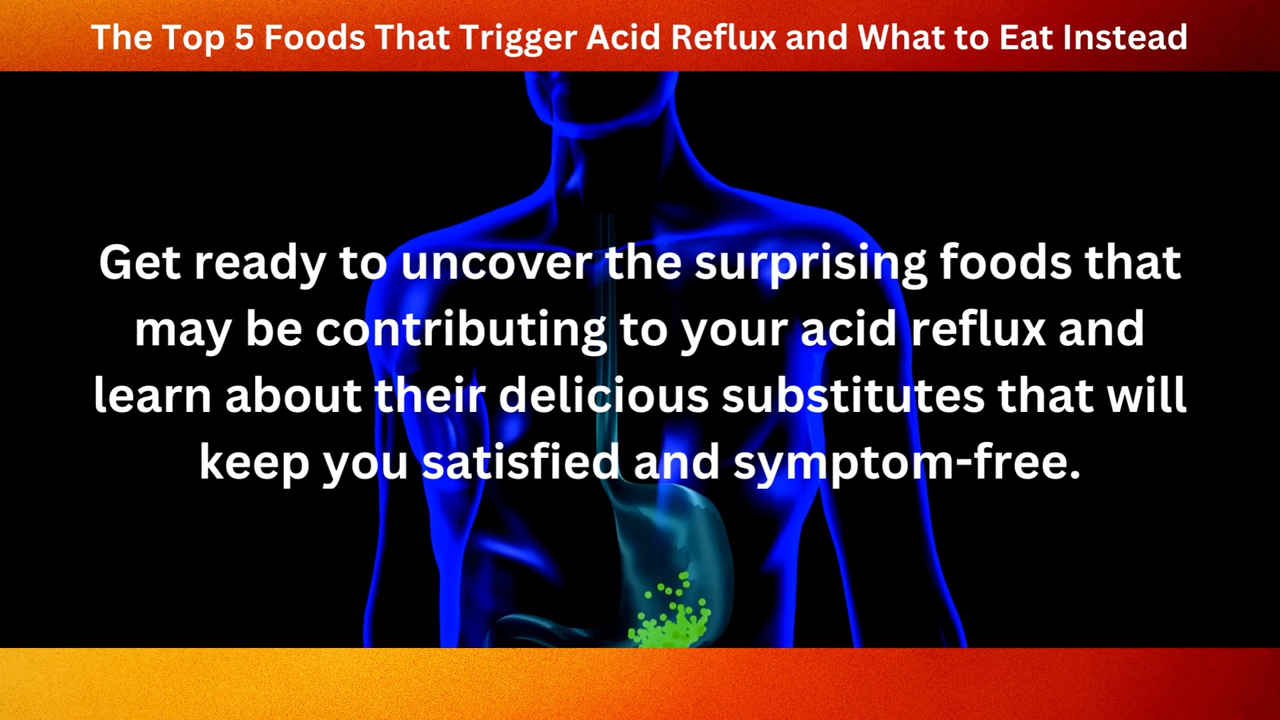 The Top 5 Foods That Trigger Acid Reflux and What to Eat Instead
Get ready to uncover the surprising foods that
may be contributing to your acid reflux and
learn about their delicious substitutes that will
keep you satisfied and symptom-free.